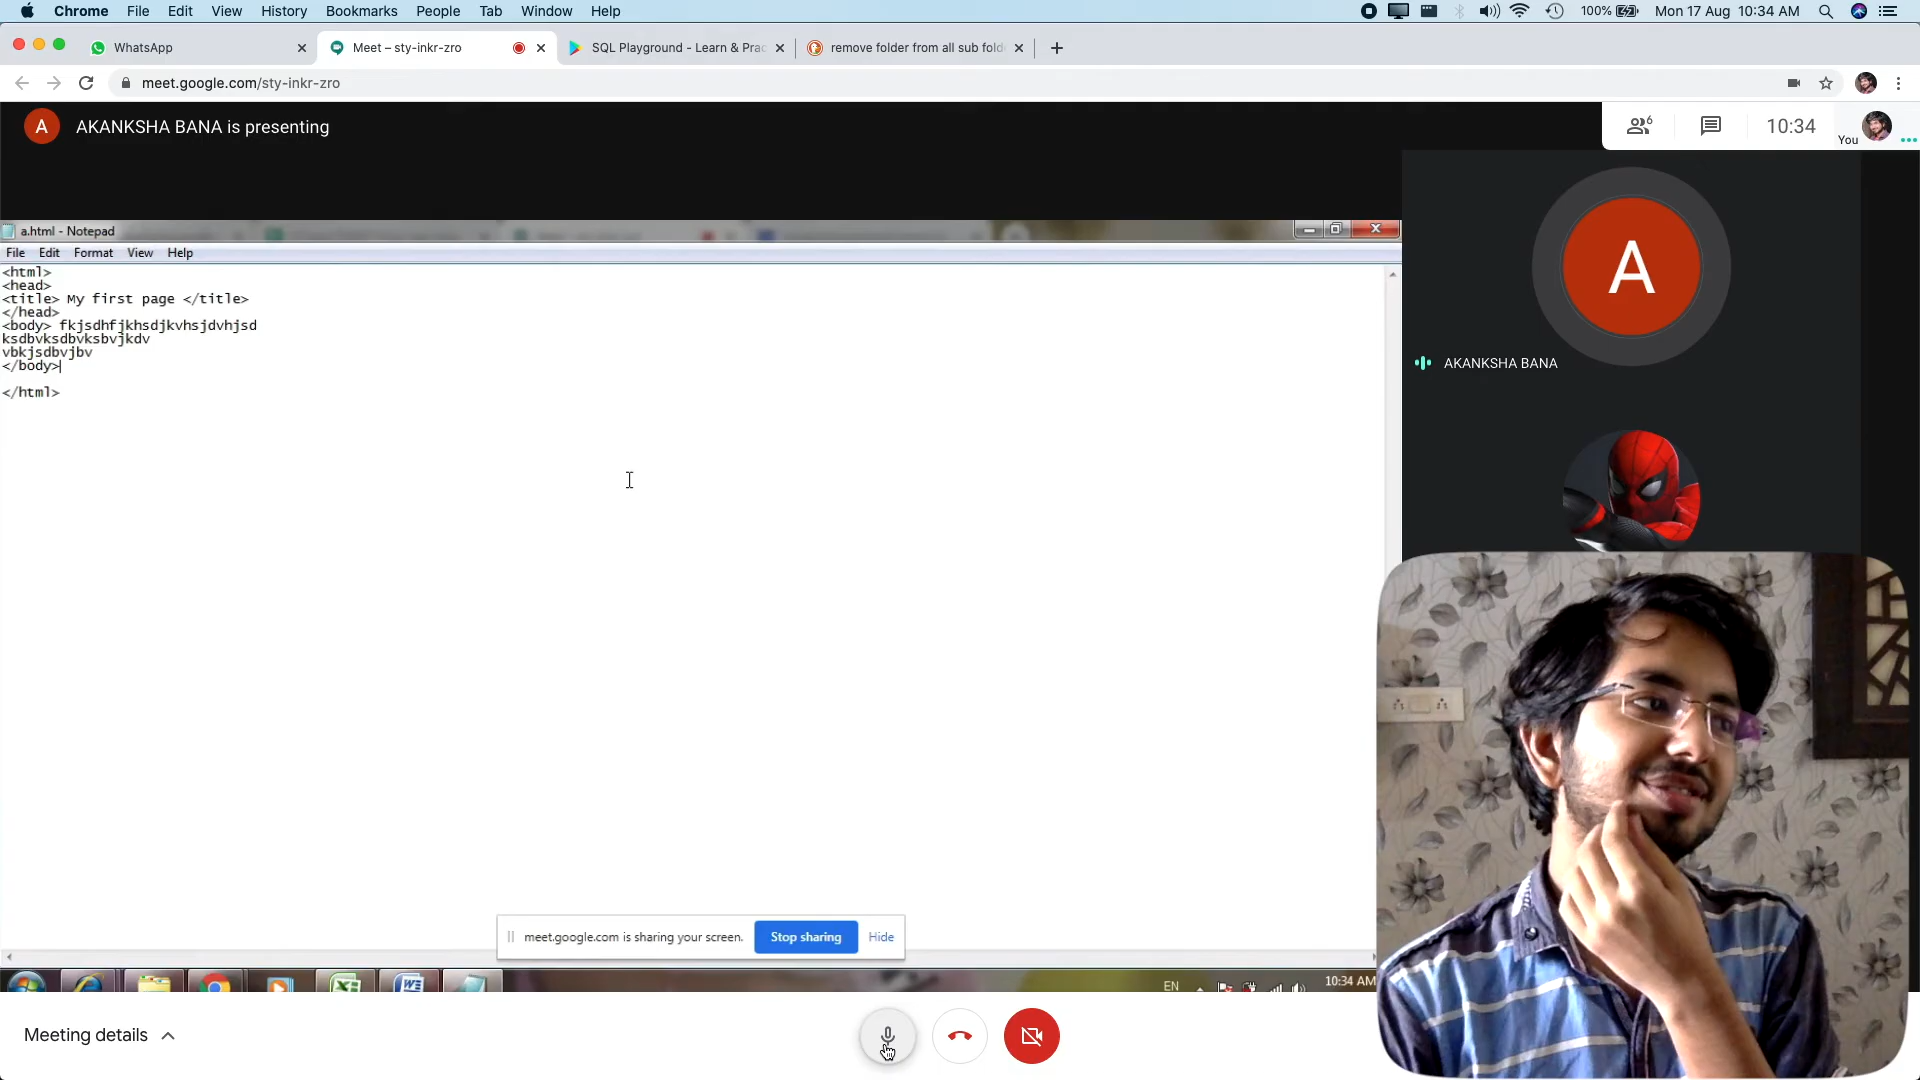 Chrome File Edit View History Bookmarks People Tab Window Help 100% Mon 17 Aug 10:34 AM
WhatsApp Meet – sty-inkr-zro SQL Playground - Learn & Prac remove folder from all sub fold
meet.google.com/sty-inkr-zro
A AKANKSHA BANA is presenting 6 10:34 You
a.html - Notepad
File Edit Format View Help
<html>
<head>
<title> My first page </title>
</head>
<body> fkjsdhfjkhsdjkvhsjdvhjsd
ksdbvksdbvksbvjkdv
vbkjsdbvjbv
</body>
</html>
A
AKANKSHA BANA
meet.google.com is sharing your screen. Stop sharing Hide
EN 10:34 AM
Meeting details